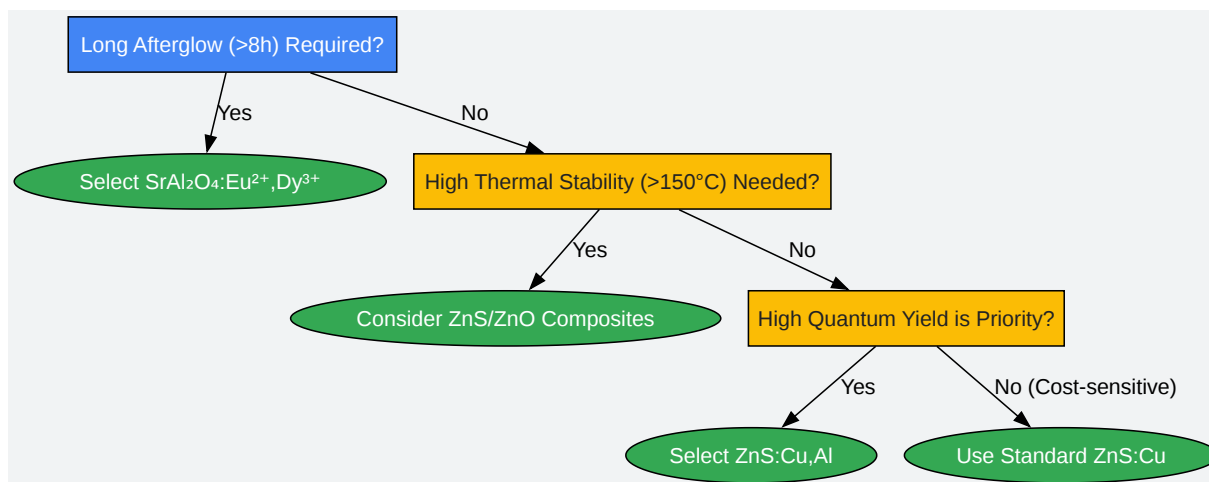 Long Afterglow (>8h) Required?
Yes
No
Select SrAl₂O₄:Eu²⁺,Dy³⁺
High Thermal Stability (>150°C) Needed?
Yes
No
Consider ZnS/ZnO Composites
High Quantum Yield is Priority?
Yes
No (Cost-sensitive)
Select ZnS:Cu,Al
Use Standard ZnS:Cu